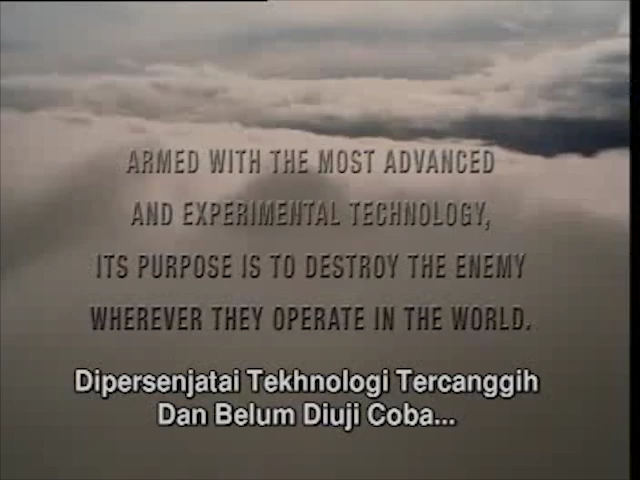 ARMED WITH THE MOST ADVANCED
AND EXPERIMENTAL TECHNOLOGY,
ITS PURPOSE IS TO DESTROY THE ENEMY
WHEREVER THEY OPERATE IN THE WORLD.
Dipersenjatai Tekhnologi Tercanggih
Dan Belum Diuji Coba...